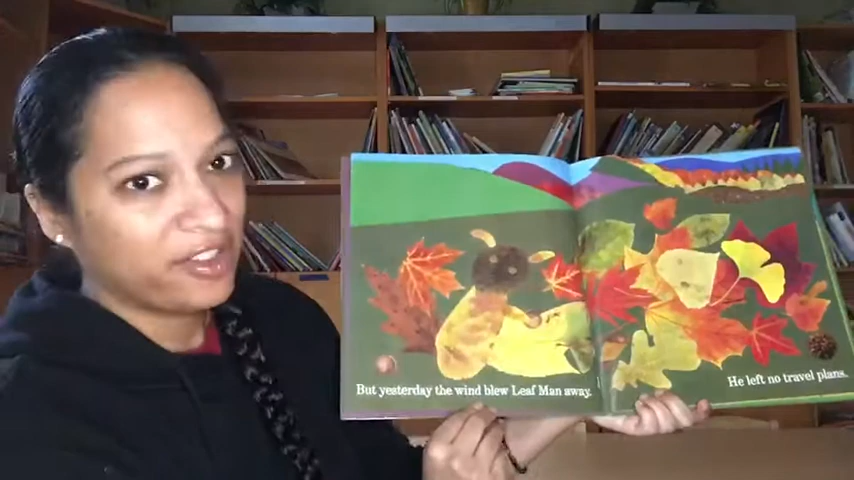 But yesterday the wind blew Leaf Man away.
He left no travel plans.